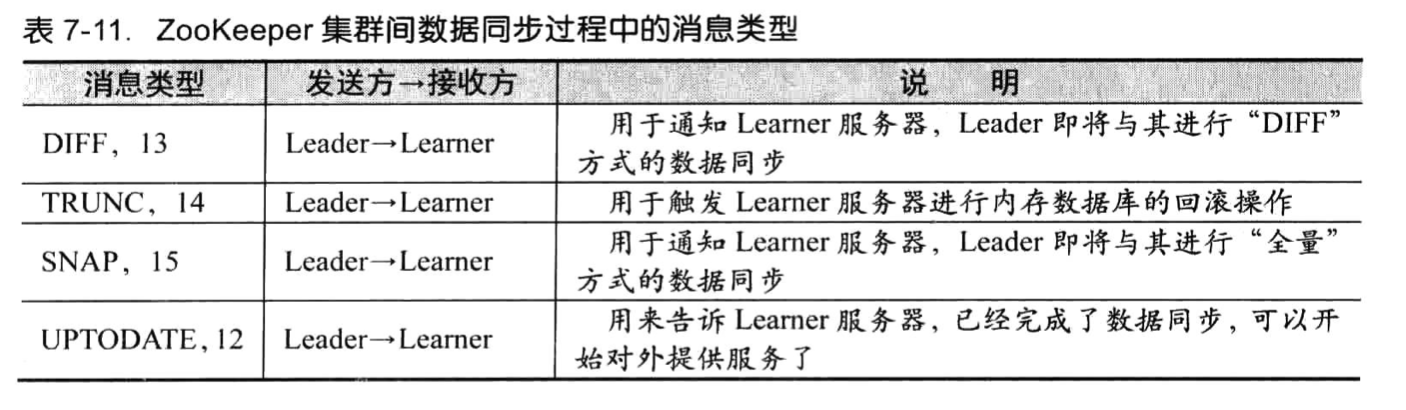 表 7-11. ZooKeeper 集群间数据同步过程中的消息类型
消息类型 发送方→接收方 说 明
DIFF，13 Leader→Learner 用于通知 Learner 服务器，Leader 即将与其进行“DIFF”
方式的数据同步
TRUNC，14 Leader→Learner 用于触发 Learner 服务器进行内存数据库的回滚操作
SNAP，15 Leader→Learner 用于通知 Learner 服务器，Leader 即将与其进行“全量”
方式的数据同步
UPTODATE，12 Leader→Learner 用来告诉 Learner 服务器，已经完成了数据同步，可以开
始对外提供服务了